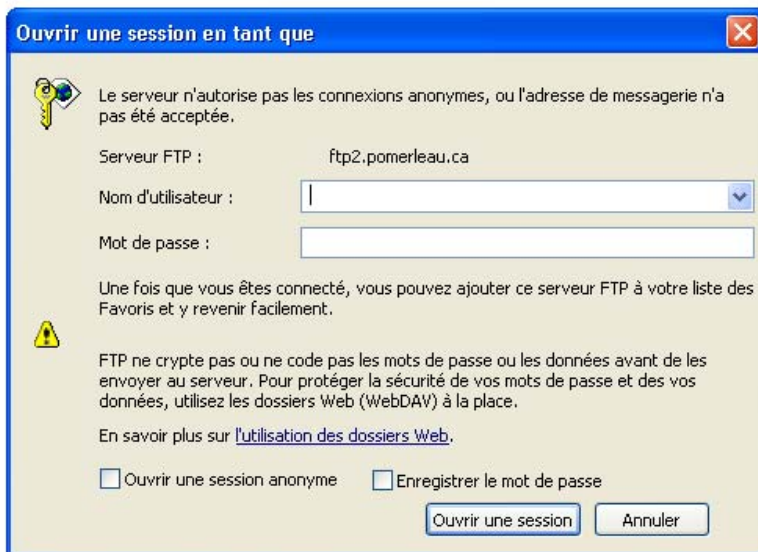 Ouvrir une session en tant que
Le serveur n'autorise pas les connexions anonymes, ou l'adresse de messagerie n'a
pas été acceptée.
Serveur FTP : ftp2.pomerleau.ca
Nom d'utilisateur :
Mot de passe :
Une fois que vous êtes connecté, vous pouvez ajouter ce serveur FTP à votre liste des
Favoris et y revenir facilement.
FTP ne crypte pas ou ne code pas les mots de passe ou les données avant de les
envoyer au serveur. Pour protéger la sécurité de vos mots de passe et des vos
données, utilisez les dossiers Web (WebDAV) à la place.
En savoir plus sur l'utilisation des dossiers Web.
Ouvrir une session anonyme Enregistrer le mot de passe
Ouvrir une session Annuler